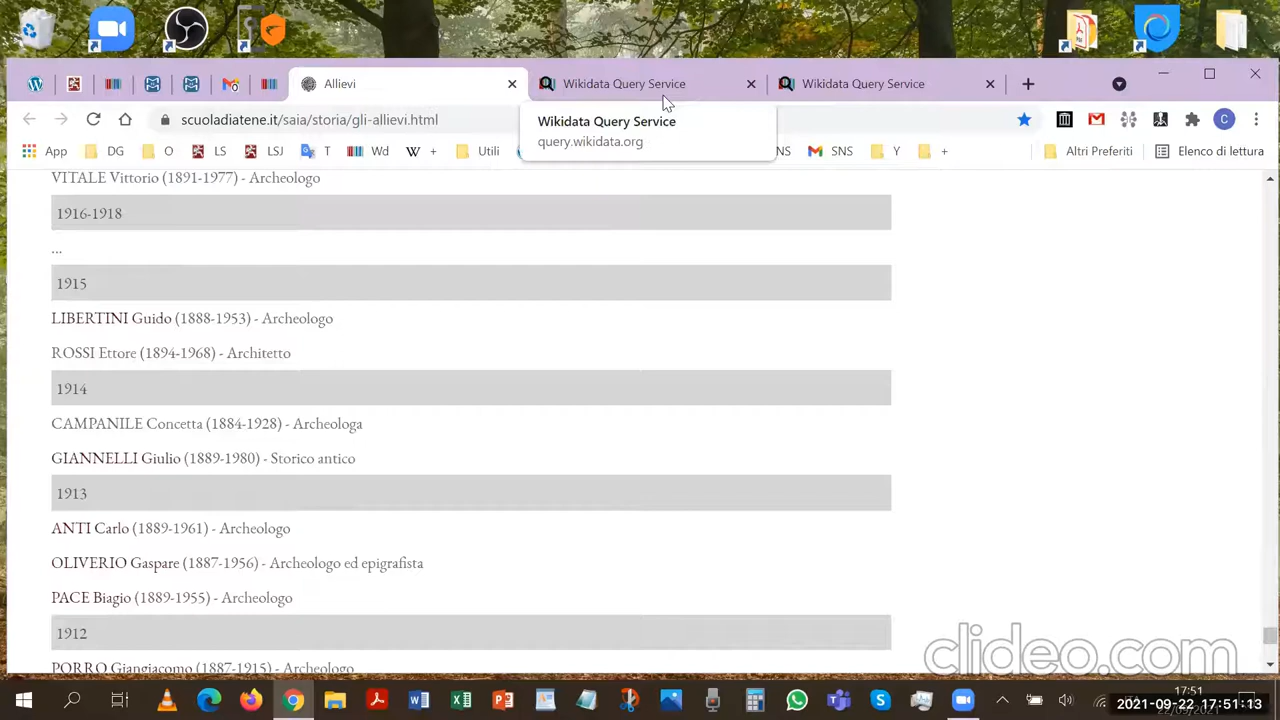 Allievi
Wikidata Query Service
Wikidata Query Service
scuoladiatene.it/saia/storia/gli-allievi.html
Wikidata Query Service
query.wikidata.org
C
App
DG
O
LS
LSJ
T
Wd
W +
Utili
NS
SNS
Y
+
Altri Preferiti
Elenco di lettura
VITALE Vittorio (1891-1977) - Archeologo
1916-1918
...
1915
LIBERTINI Guido (1888-1953) - Archeologo
ROSSI Ettore (1894-1968) - Architetto
1914
CAMPANILE Concetta (1884-1928) - Archeologa
GIANNELLI Giulio (1889-1980) - Storico antico
1913
ANTI Carlo (1889-1961) - Archeologo
OLIVERIO Gaspare (1887-1956) - Archeologo ed epigrafista
PACE Biagio (1889-1955) - Archeologo
1912
PORRO Giangiacomo (1887-1915) - Archeologo
clideo.com
17:51
2021-09-22 17:51:13